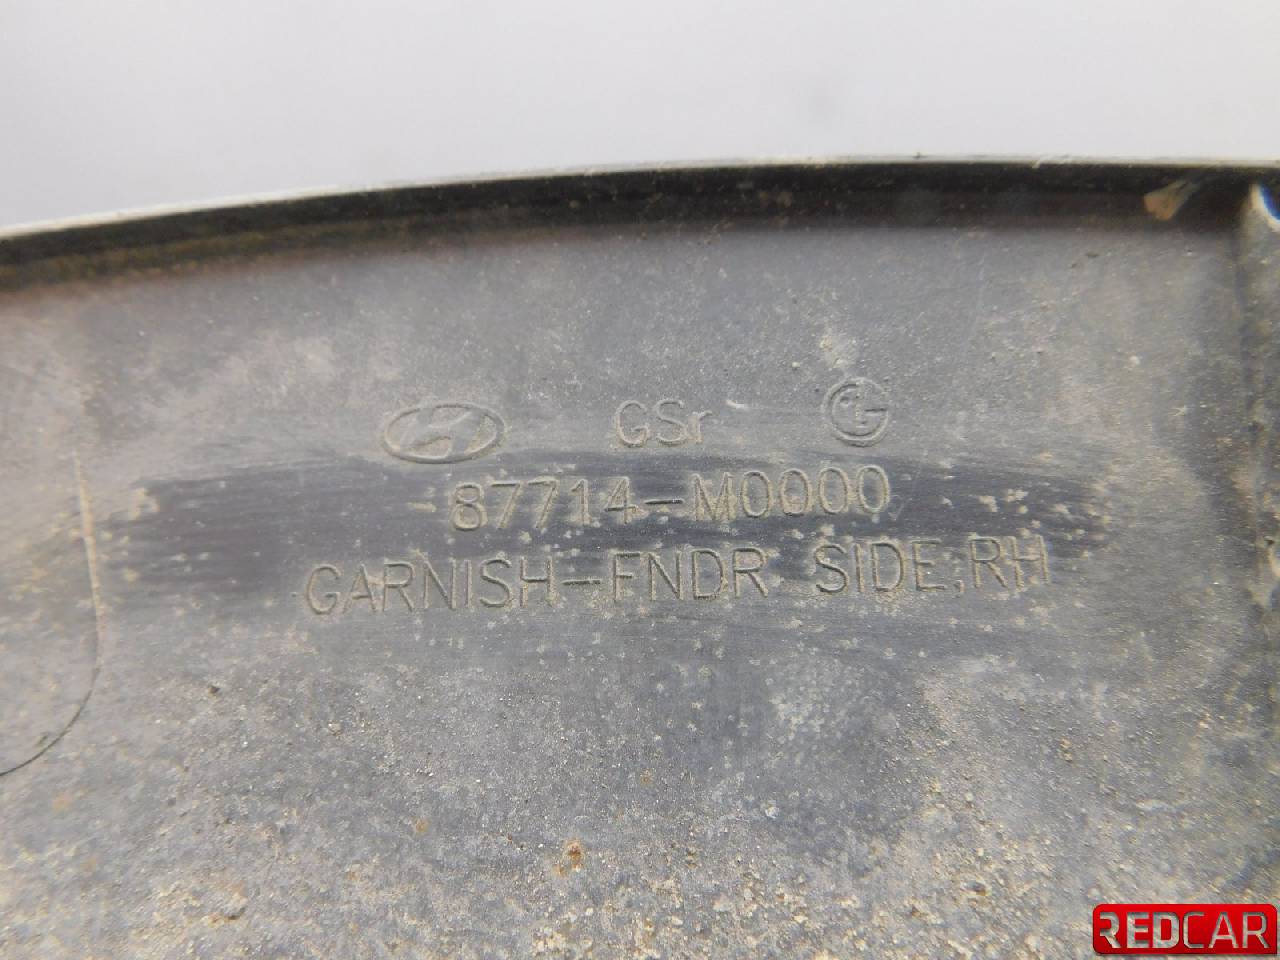 GSr
87714-M0000
GARNISH-FNDR SIDE,RH
REDCAR